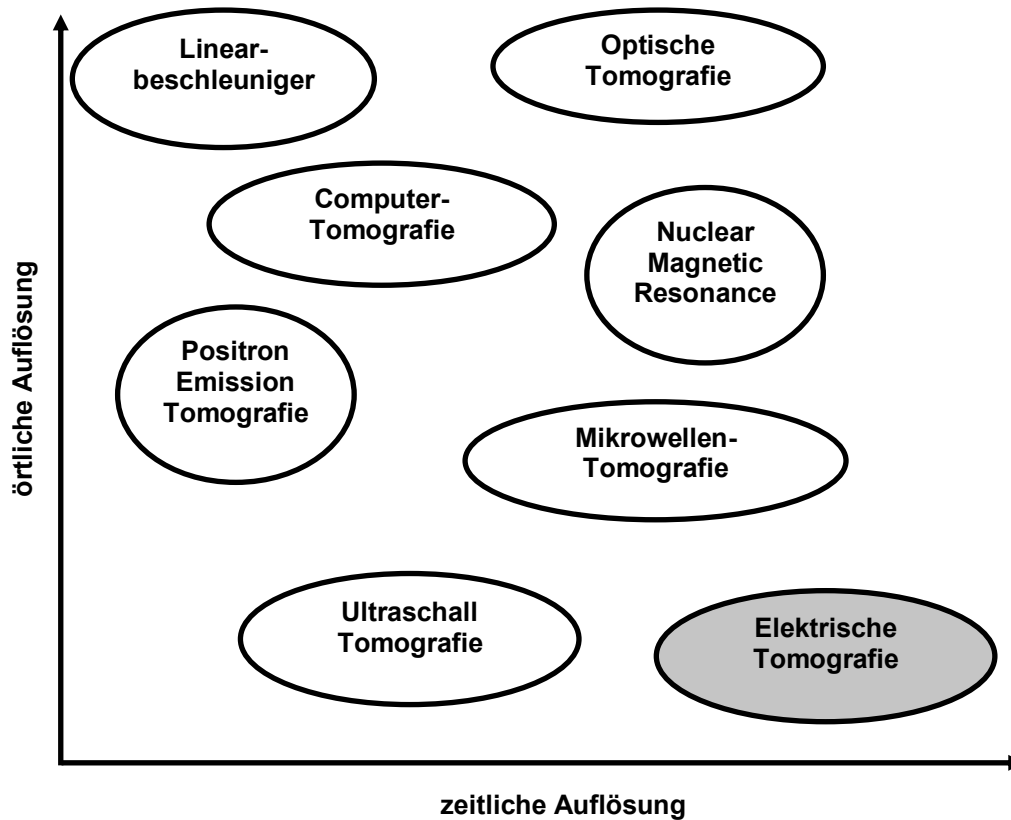 Linear-
beschleuniger
Optische
Tomografie
Computer-
Tomografie
Nuclear
Magnetic
Resonance
Positron
Emission
Tomografie
Mikrowellen-
Tomografie
Ultraschall
Tomografie
Elektrische
Tomografie
örtliche Auflösung
zeitliche Auflösung